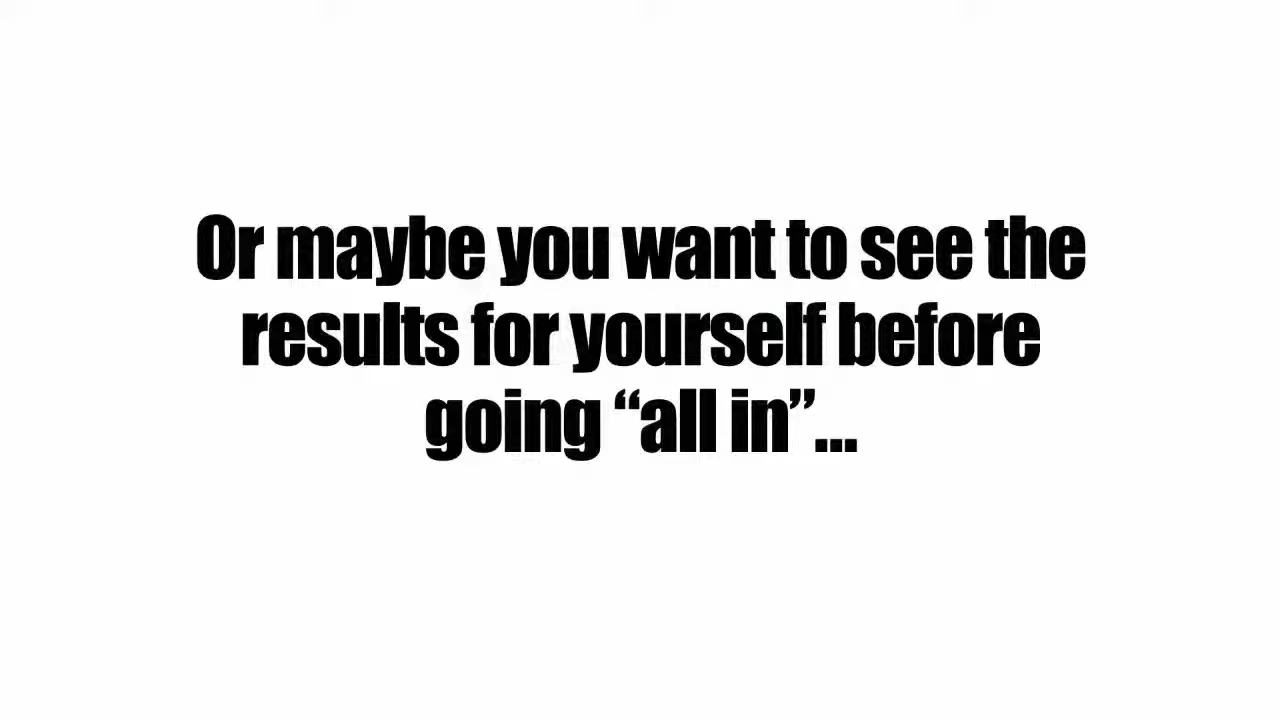 Or maybe you want to see the
results for yourself before
going “all in”...